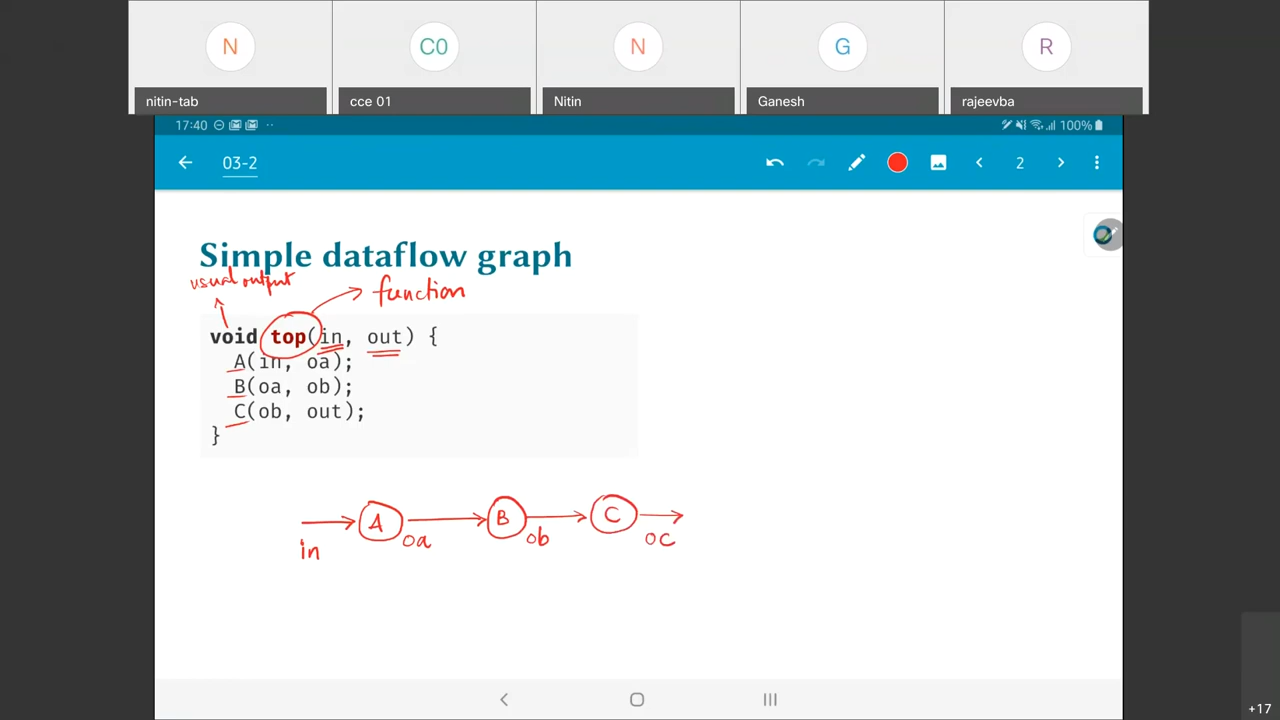 N C0 N G R
nitin-tab cce 01 Nitin Ganesh rajeevba
17:40 100%
03-2 2
Simple dataflow graph
usual output
function
void top(in, out) {
A(in, oa);
B(oa, ob);
C(ob, out);
}
A B C
in oa ob oc
+17